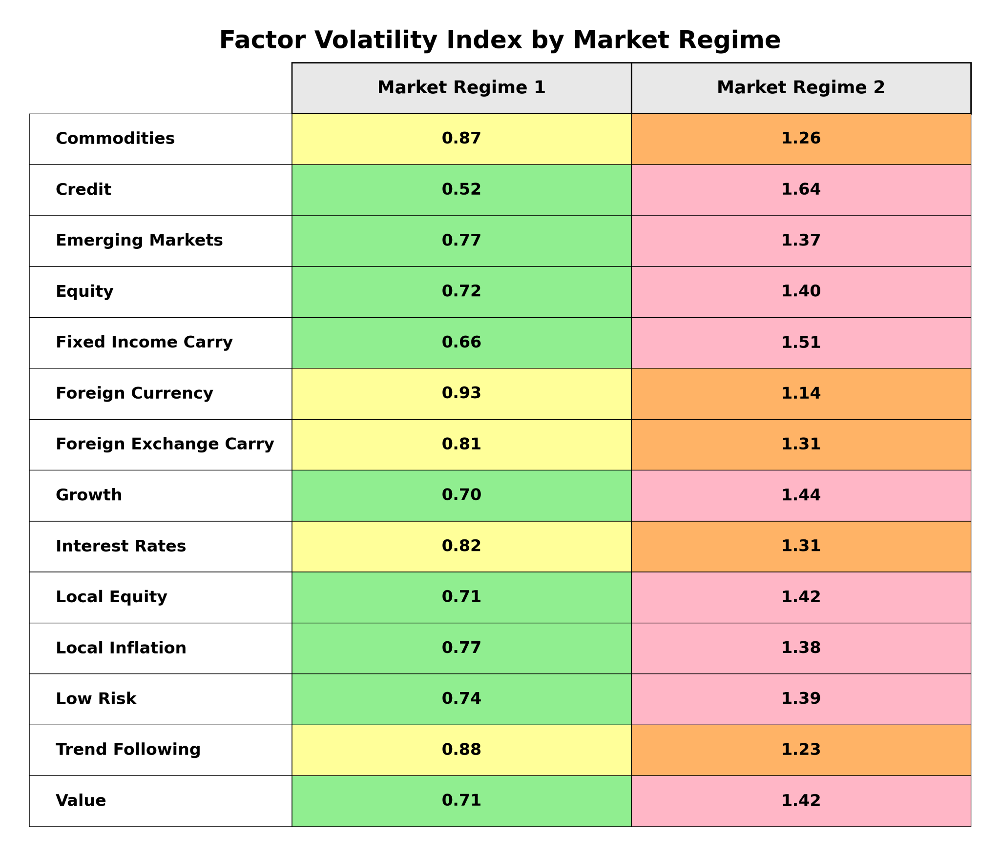 Factor Volatility Index by Market Regime
Market Regime 1 Market Regime 2
Commodities 0.87 1.26
Credit 0.52 1.64
Emerging Markets 0.77 1.37
Equity 0.72 1.40
Fixed Income Carry 0.66 1.51
Foreign Currency 0.93 1.14
Foreign Exchange Carry 0.81 1.31
Growth 0.70 1.44
Interest Rates 0.82 1.31
Local Equity 0.71 1.42
Local Inflation 0.77 1.38
Low Risk 0.74 1.39
Trend Following 0.88 1.23
Value 0.71 1.42